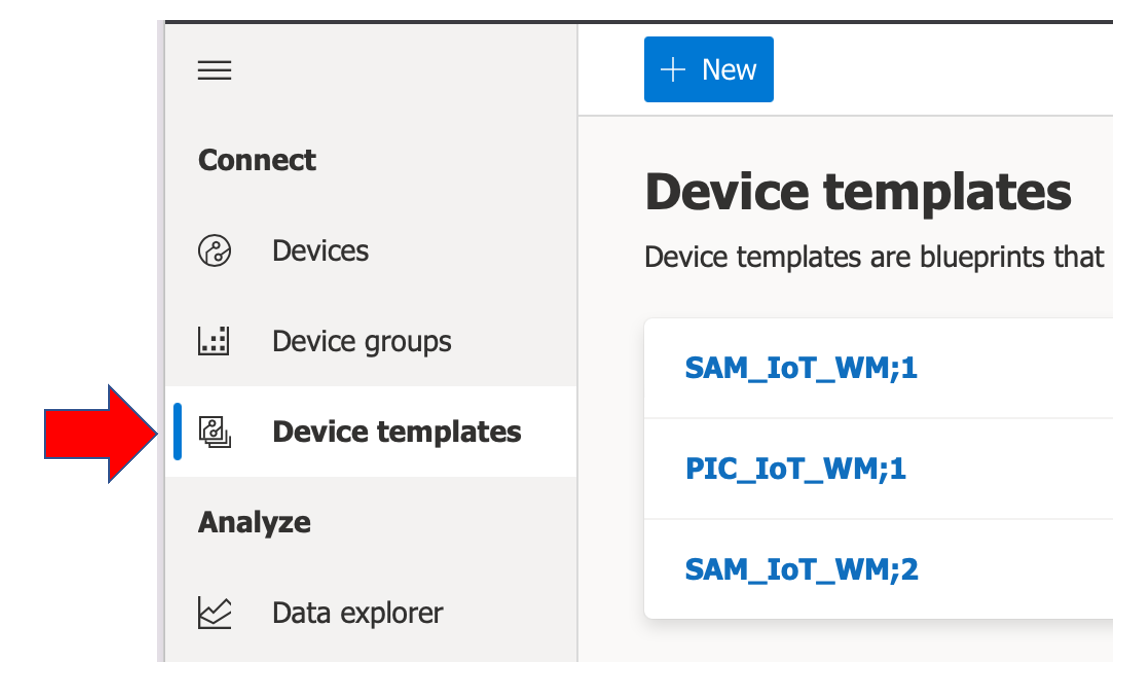 Connect
Devices
Device groups
Device templates
Analyze
Data explorer
+ New
Device templates
Device templates are blueprints that
SAM_IoT_WM;1
PIC_IoT_WM;1
SAM_IoT_WM;2